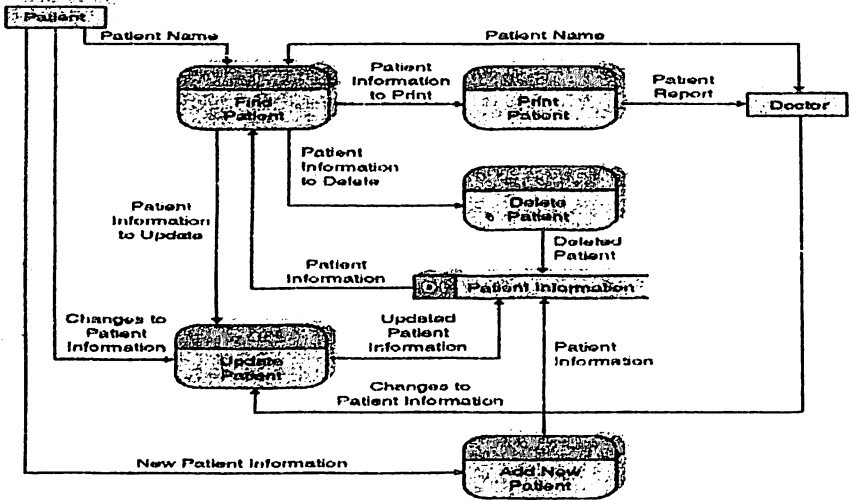 Patient
Patient Name
Patient Name
Patient
Information
to Print
Patient
Report
Find
Patient
Print
Patient
Doctor
Patient
Information
to Delete
Delete
Patient
Patient
Information
to Update
Deleted
Patient
Patient
Information
Patient Information
Changes to
Patient
Information
Updated
Patient
Information
Patient
Information
Update
Patient
Changes to
Patient Information
New Patient Information
Add New
Patient